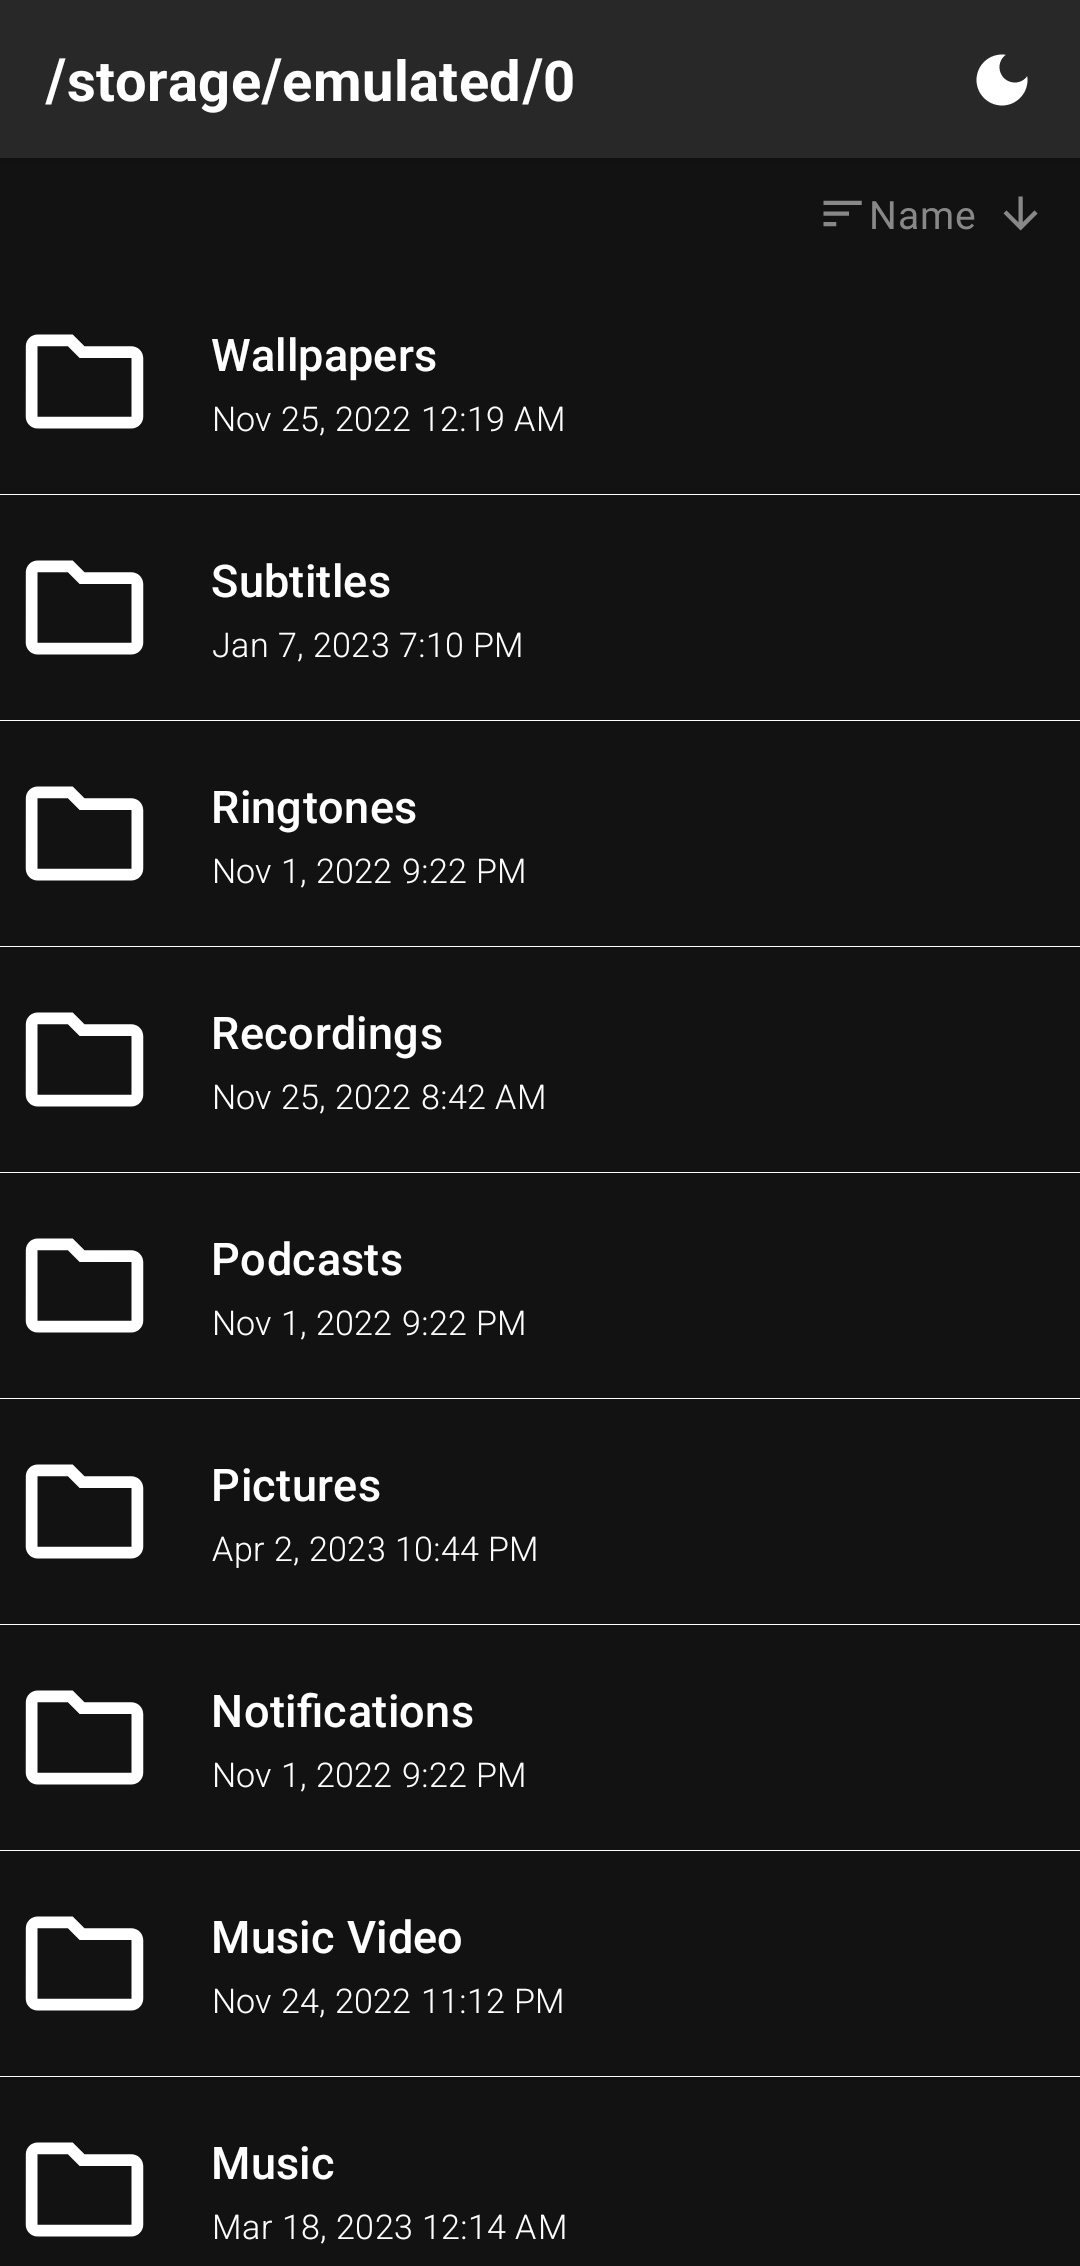 /storage/emulated/0
Name
Wallpapers
Nov 25, 2022 12:19 AM
Subtitles
Jan 7, 2023 7:10 PM
Ringtones
Nov 1, 2022 9:22 PM
Recordings
Nov 25, 2022 8:42 AM
Podcasts
Nov 1, 2022 9:22 PM
Pictures
Apr 2, 2023 10:44 PM
Notifications
Nov 1, 2022 9:22 PM
Music Video
Nov 24, 2022 11:12 PM
Music
Mar 18, 2023 12:14 AM